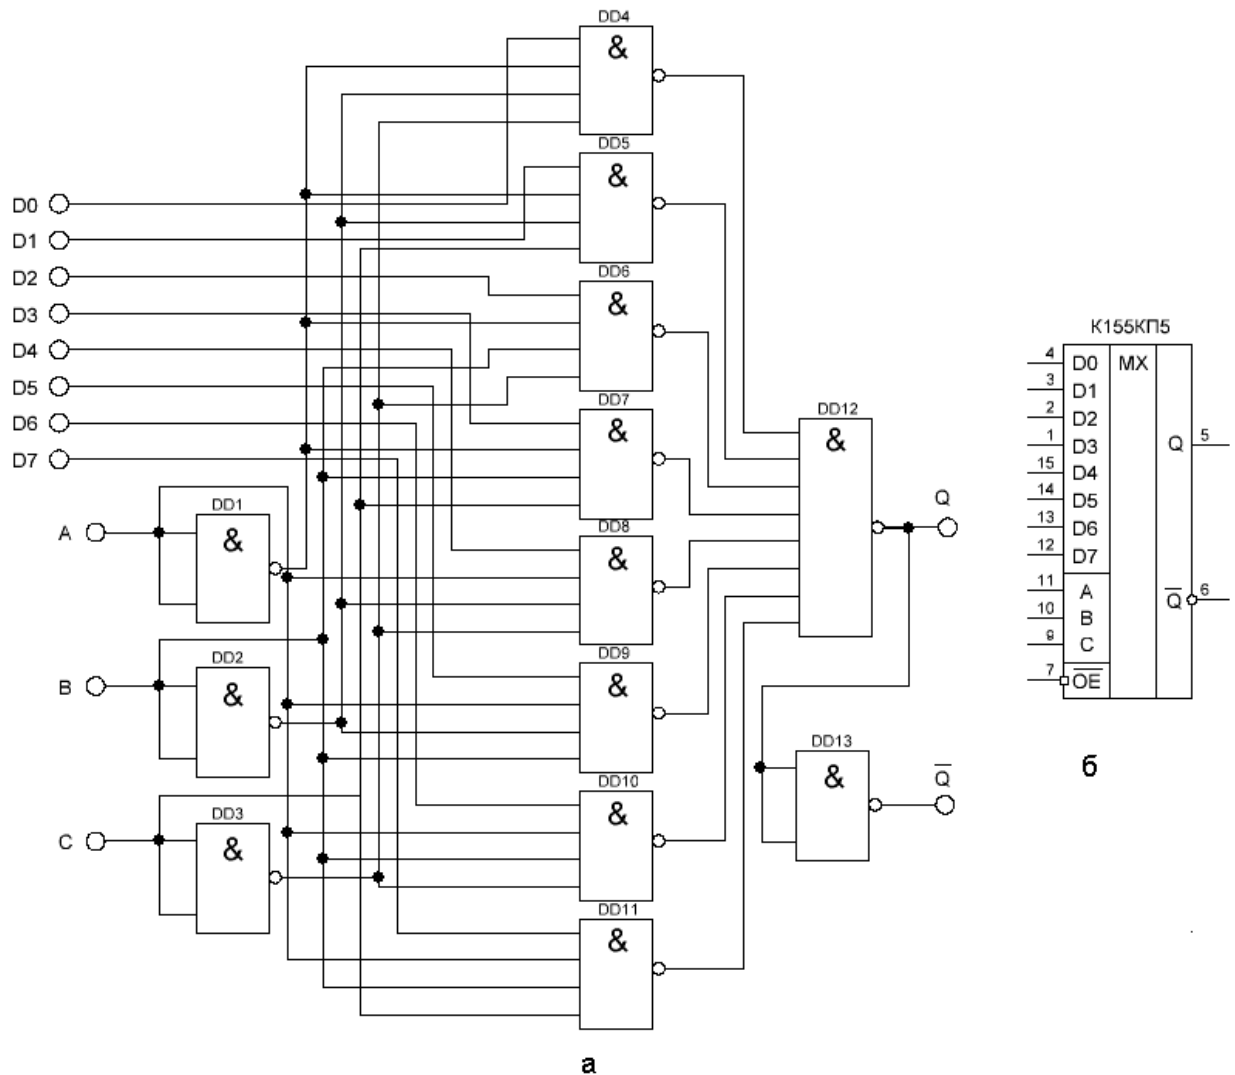 DD4
&
DD5
&
D0
D1
D2
D3
D4
D5
D6
D7
DD6
&
DD7
&
DD1
A
&
DD8
&
DD2
B
&
DD9
&
DD3
C
&
DD10
&
DD11
&
DD12
&
Q
DD13
&
Q̅
а
К155КП5
4 D0 MX
3 D1
2 D2
1 D3 Q 5
15 D4
14 D5
13 D6
12 D7
11 A Q̅ 6
10 B
9 C
7 O̅E̅
б